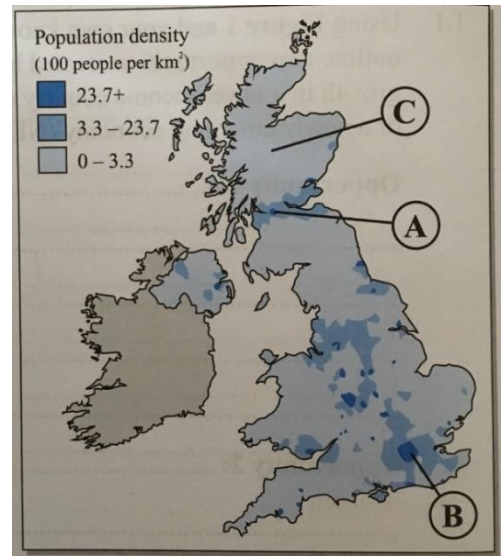 Population density
(100 people per km²)
23.7+
3.3 – 23.7
0 – 3.3
C
A
B